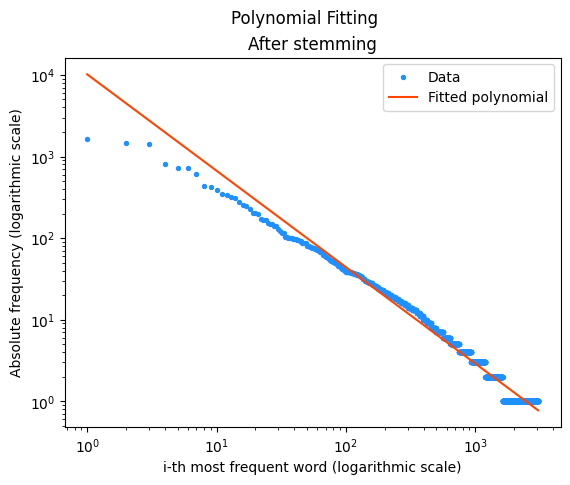 Polynomial Fitting
After stemming
Data
Fitted polynomial
Absolute frequency (logarithmic scale)
10⁴
10³
10²
10¹
10⁰
10⁰ 10¹ 10² 10³
i-th most frequent word (logarithmic scale)